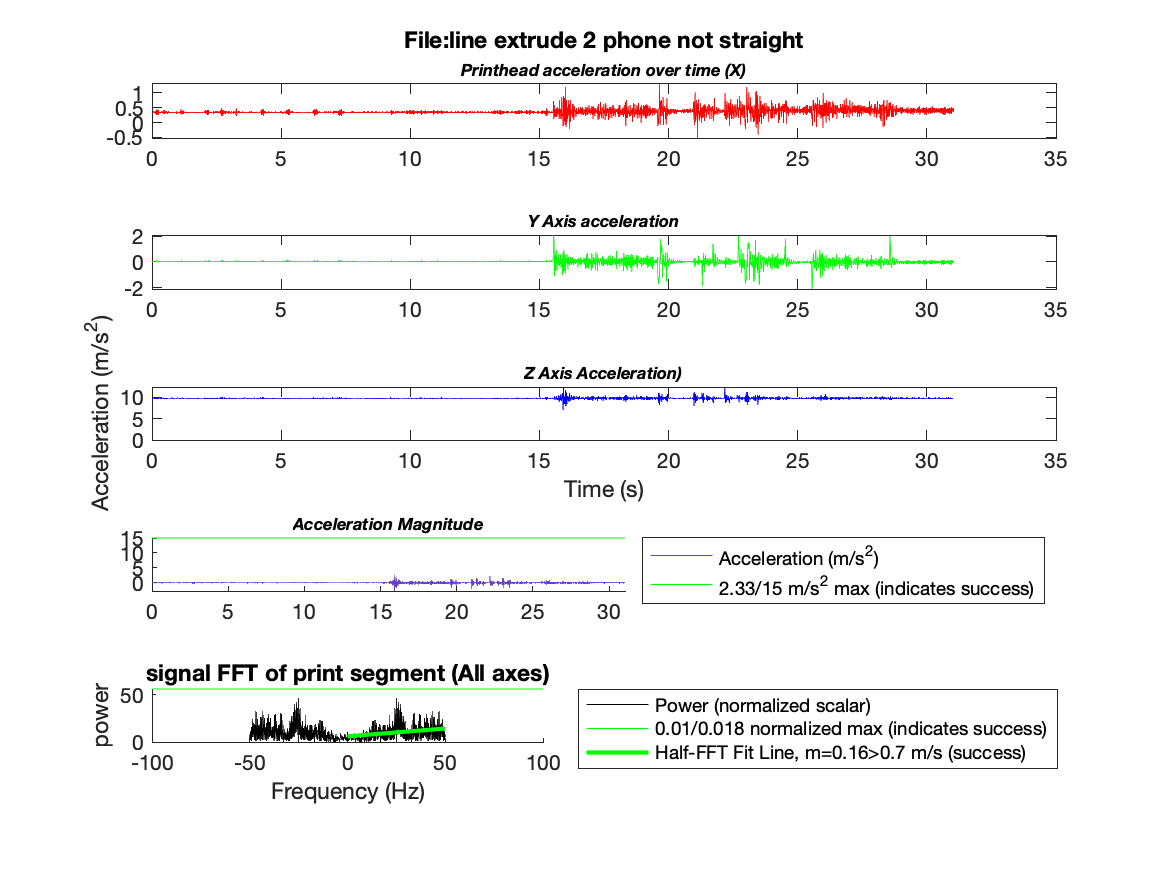 File:line extrude 2 phone not straight
Printhead acceleration over time (X)
1
0.5
0
-0.5
0 5 10 15 20 25 30 35
Y Axis acceleration
2
0
-2
0 5 10 15 20 25 30 35
Acceleration (m/s²)
Z Axis Acceleration)
10
5
0
0 5 10 15 20 25 30 35
Time (s)
Acceleration Magnitude
15
10
5
0
0 5 10 15 20 25 30
Acceleration (m/s²)
2.33/15 m/s² max (indicates success)
signal FFT of print segment (All axes)
power
50
0
-100 -50 0 50 100
Frequency (Hz)
Power (normalized scalar)
0.01/0.018 normalized max (indicates success)
Half-FFT Fit Line, m=0.16>0.7 m/s (success)